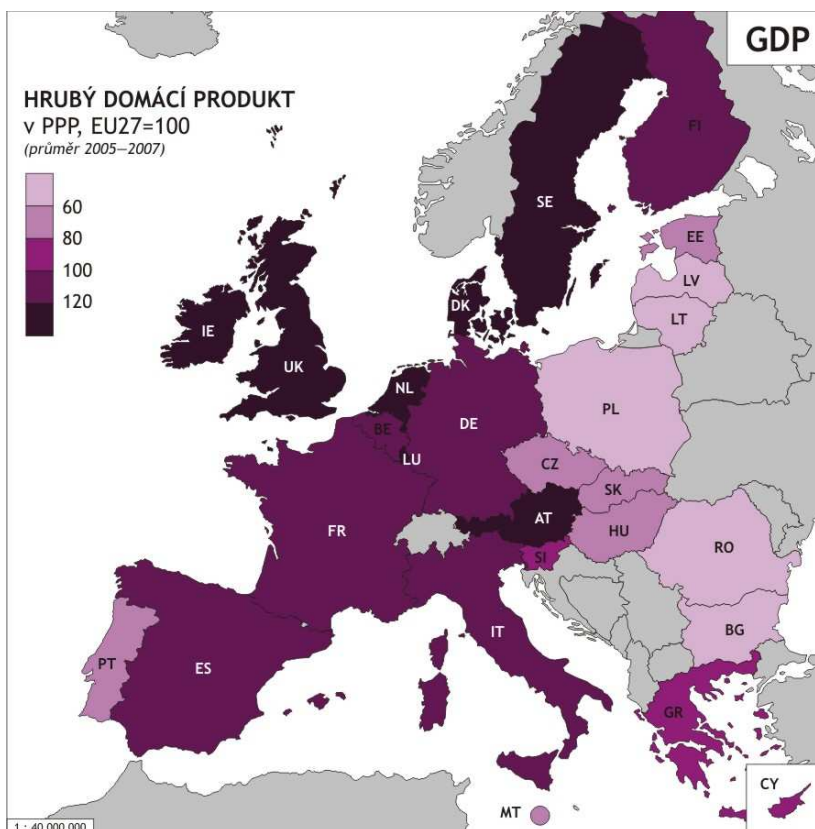 GDP
HRUBÝ DOMÁCÍ PRODUKT
v PPP, EU27=100
(průměr 2005–2007)
60
80
100
120
FI
SE
EE
LV
LT
DK
IE
UK
NL
PL
BE
DE
LU
CZ
SK
AT
HU
FR
SI
RO
IT
BG
PT
ES
GR
CY
MT
1 : 40 000 000